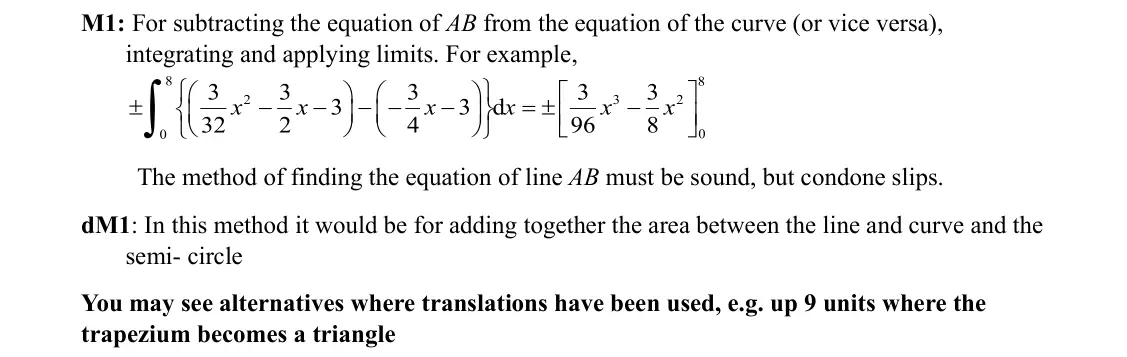 M1: For subtracting the equation of AB from the equation of the curve (or vice versa),
integrating and applying limits. For example,
±∫₀⁸ {(3/32 x² − 3/2 x − 3) − (− 3/4 x − 3)}dx = ±[3/96 x³ − 3/8 x²]₀⁸
The method of finding the equation of line AB must be sound, but condone slips.
dM1: In this method it would be for adding together the area between the line and curve and the
semi- circle
You may see alternatives where translations have been used, e.g. up 9 units where the
trapezium becomes a triangle